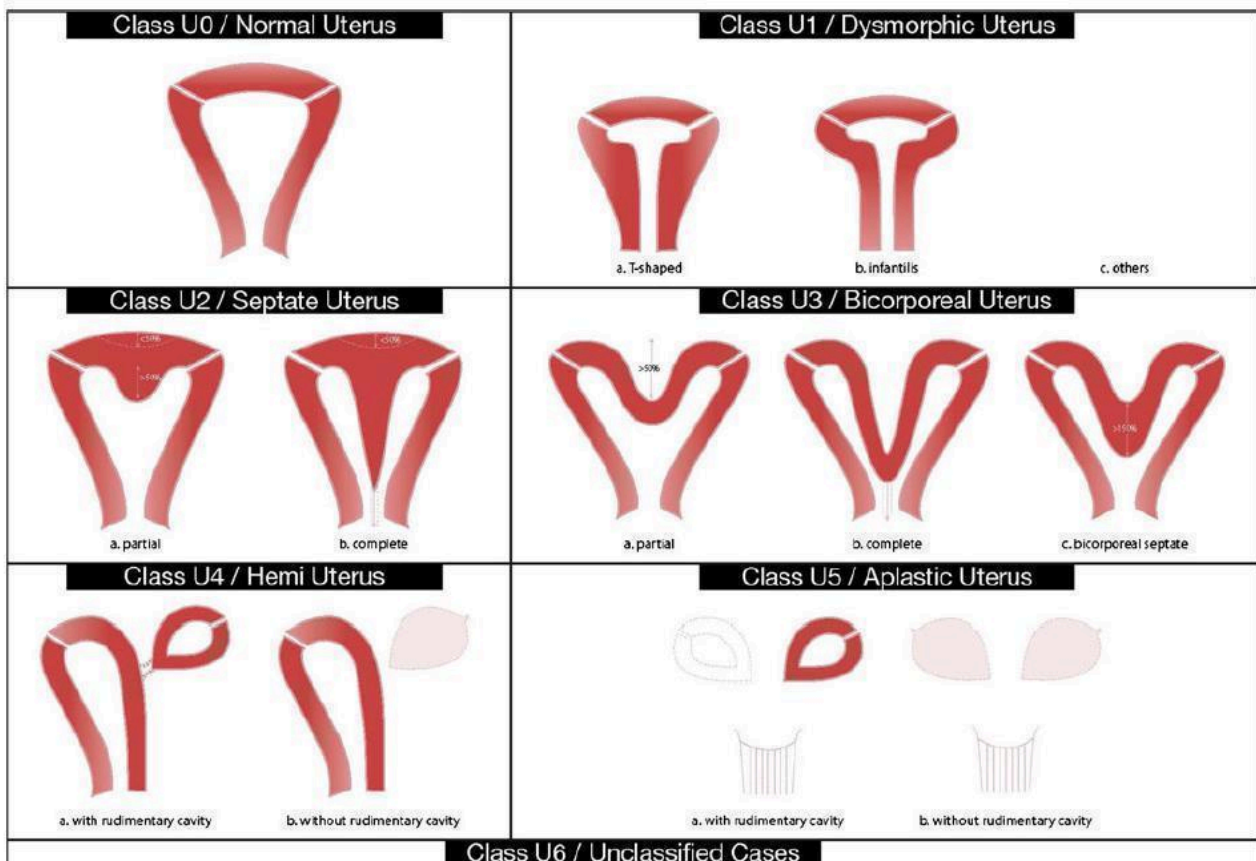 Class U0 / Normal Uterus
Class U1 / Dysmorphic Uterus
a. T-shaped
b. infantilis
c. others
Class U2 / Septate Uterus
<50%
>50%
<50%
a. partial
b. complete
Class U3 / Bicorporeal Uterus
>50%
>150%
a. partial
b. complete
c. bicorporeal septate
Class U4 / Hemi Uterus
a. with rudimentary cavity
b. without rudimentary cavity
Class U5 / Aplastic Uterus
a. with rudimentary cavity
b. without rudimentary cavity
Class U6 / Unclassified Cases